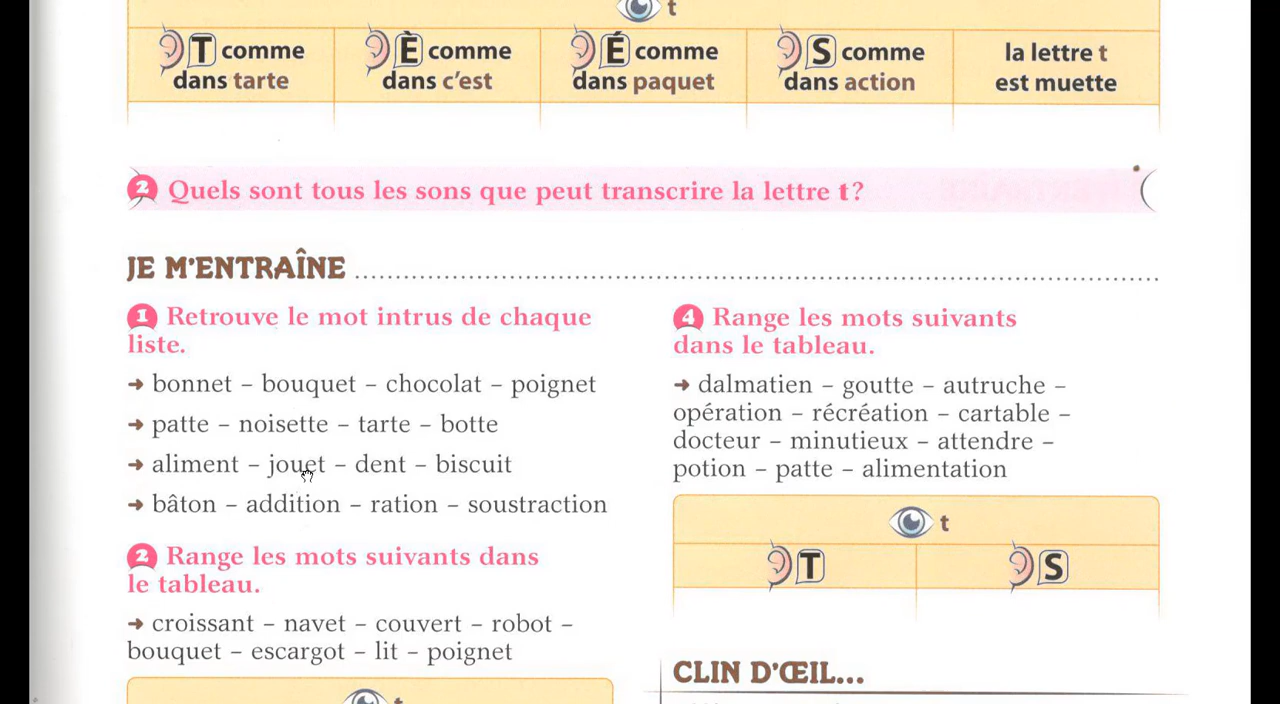 t
T comme
dans tarte
È comme
dans c'est
É comme
dans paquet
S comme
dans action
la lettre t
est muette
2 Quels sont tous les sons que peut transcrire la lettre t?
JE M'ENTRAÎNE
1 Retrouve le mot intrus de chaque
liste.
➜ bonnet – bouquet – chocolat – poignet
➜ patte – noisette – tarte – botte
➜ aliment – jouet – dent – biscuit
➜ bâton – addition – ration – soustraction
2 Range les mots suivants dans
le tableau.
➜ croissant – navet – couvert – robot –
bouquet – escargot – lit – poignet
t
4 Range les mots suivants
dans le tableau.
➜ dalmatien – goutte – autruche –
opération – récréation – cartable –
docteur – minutieux – attendre –
potion – patte – alimentation
t
T
S
CLIN D'ŒIL...